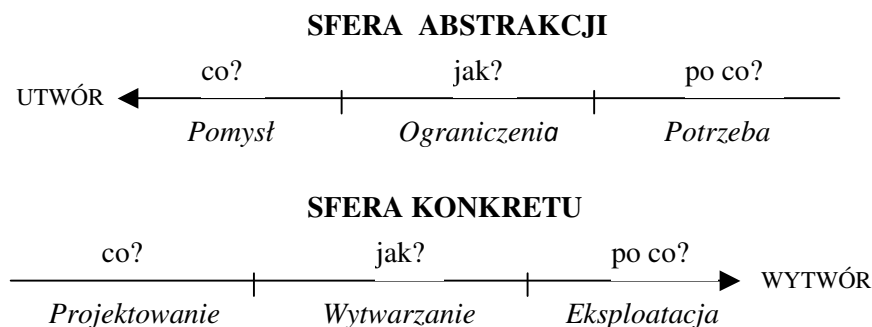 SFERA ABSTRAKCJI
co? jak? po co?
UTWÓR
Pomysł Ograniczenia Potrzeba
SFERA KONKRETU
co? jak? po co?
WYTWÓR
Projektowanie Wytwarzanie Eksploatacja